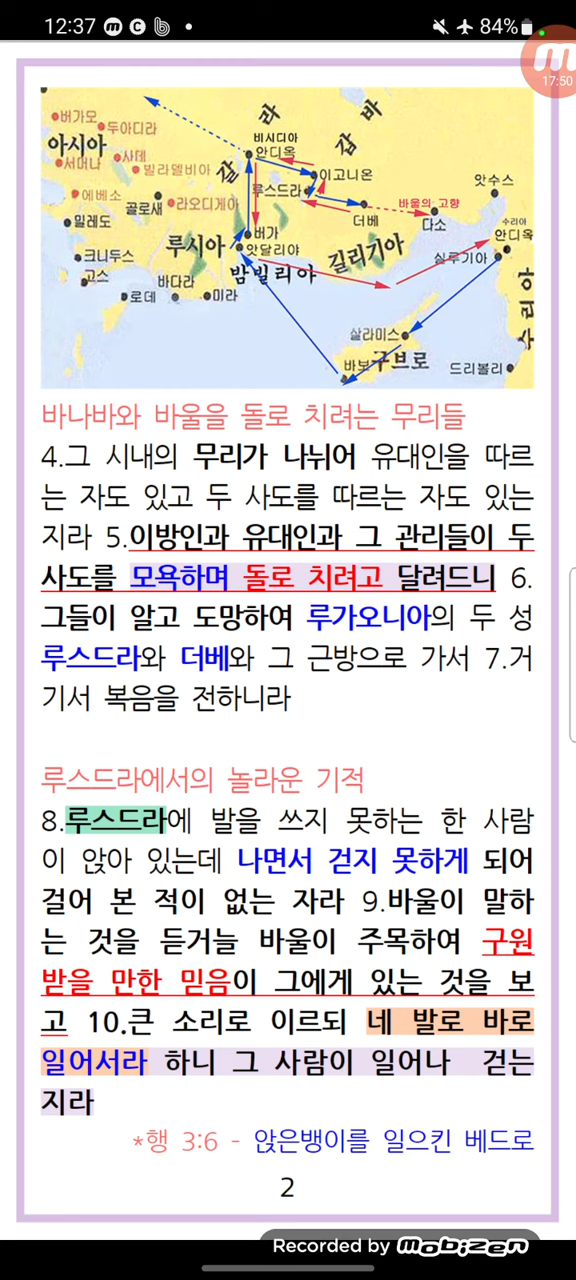 12:37
84%
17:50
버가모
두아디라
아시아
서머나
사데
빌라델비아
에베소
골로새
라오디게아
밀레도
크니두스
고스
로데
바다라
미라
루시아
갈 라
비시디아
안디옥
이고니온
루스드라
더베
갑 바
바울의 고향
다소
앗수스
수리아
안디옥
실루기아
버가
앗달리야
밤빌리아
길리기아
살라미스
바보
구브로
드리볼리
수리아
바나바와 바울을 돌로 치려는 무리들
4.그 시내의 무리가 나뉘어 유대인을 따르
는 자도 있고 두 사도를 따르는 자도 있는
지라 5.이방인과 유대인과 그 관리들이 두
사도를 모욕하며 돌로 치려고 달려드니 6.
그들이 알고 도망하여 루가오니아의 두 성
루스드라와 더베와 그 근방으로 가서 7.거
기서 복음을 전하니라
루스드라에서의 놀라운 기적
8.루스드라에 발을 쓰지 못하는 한 사람
이 앉아 있는데 나면서 걷지 못하게 되어
걸어 본 적이 없는 자라 9.바울이 말하
는 것을 듣거늘 바울이 주목하여 구원
받을 만한 믿음이 그에게 있는 것을 보
고 10.큰 소리로 이르되 네 발로 바로
일어서라 하니 그 사람이 일어나 걷는
지라
*행 3:6 - 앉은뱅이를 일으킨 베드로
2
Recorded by mobizen